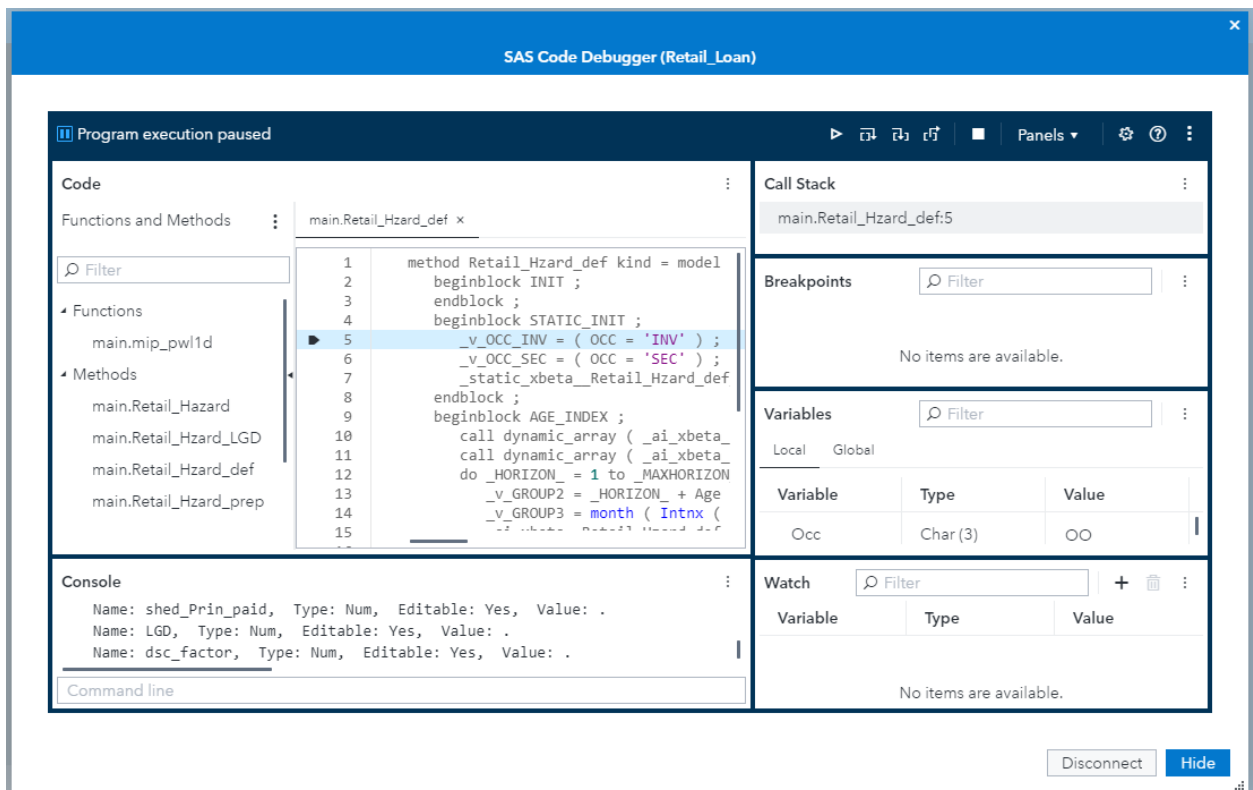 SAS Code Debugger (Retail_Loan)
Program execution paused
Panels
Code
Functions and Methods
Filter
Functions
main.mip_pwl1d
Methods
main.Retail_Hazard
main.Retail_Hzard_LGD
main.Retail_Hzard_def
main.Retail_Hzard_prep
main.Retail_Hzard_def ×
1 method Retail_Hzard_def kind = model
2 beginblock INIT ;
3 endblock ;
4 beginblock STATIC_INIT ;
5 _v_OCC_INV = ( OCC = 'INV' ) ;
6 _v_OCC_SEC = ( OCC = 'SEC' ) ;
7 _static_xbeta__Retail_Hzard_def
8 endblock ;
9 beginblock AGE_INDEX ;
10 call dynamic_array ( _ai_xbeta_
11 call dynamic_array ( _ai_xbeta_
12 do _HORIZON_ = 1 to _MAXHORIZON
13 _v_GROUP2 = _HORIZON_ + Age
14 _v_GROUP3 = month ( Intnx (
15
Console
Name: shed_Prin_paid, Type: Num, Editable: Yes, Value: .
Name: LGD, Type: Num, Editable: Yes, Value: .
Name: dsc_factor, Type: Num, Editable: Yes, Value: .
Command line
Call Stack
main.Retail_Hzard_def:5
Breakpoints
Filter
No items are available.
Variables
Filter
Local Global
Variable Type Value
Occ Char (3) OO
Watch
Filter
Variable Type Value
No items are available.
Disconnect
Hide